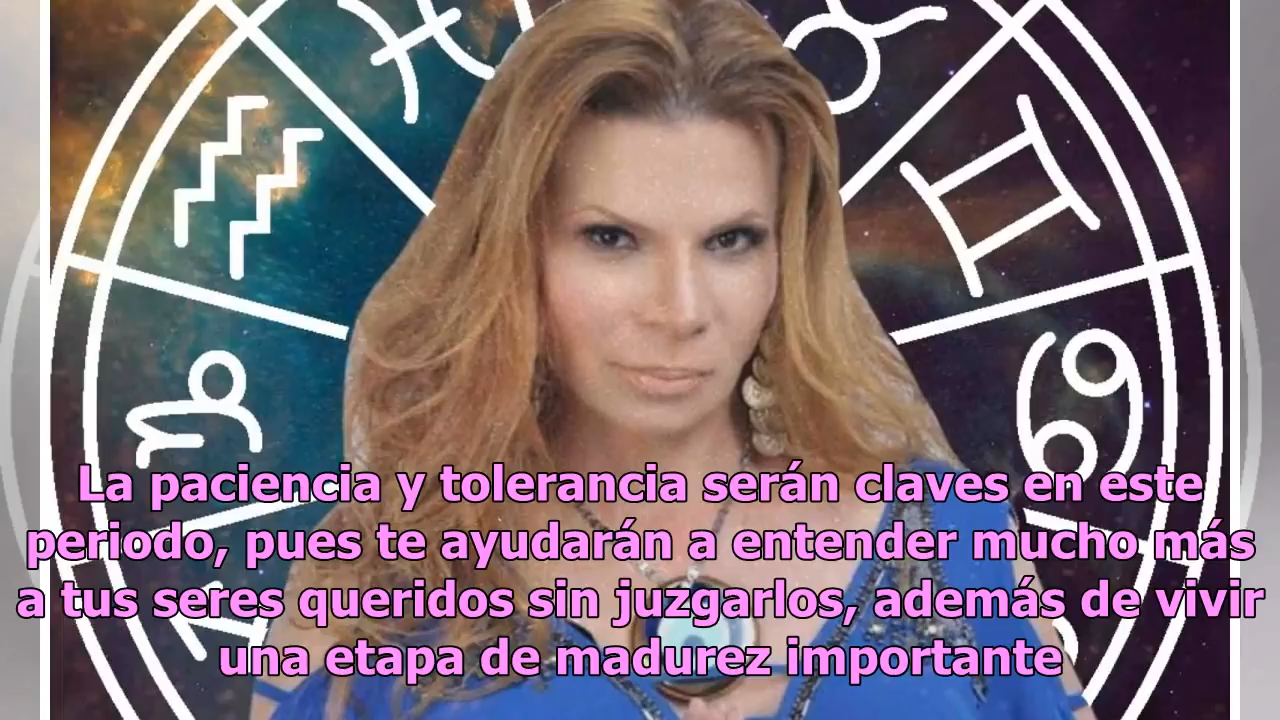 La paciencia y tolerancia serán claves en este
periodo, pues te ayudarán a entender mucho más
a tus seres queridos sin juzgarlos, además de vivir
una etapa de madurez importante